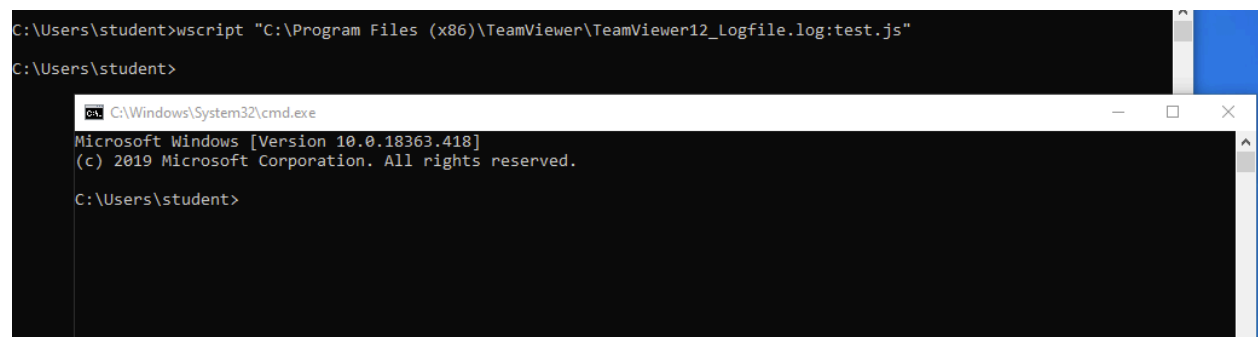 C:\Users\student>wscript "C:\Program Files (x86)\TeamViewer\TeamViewer12_Logfile.log:test.js"
C:\Users\student>
C:\Windows\System32\cmd.exe
Microsoft Windows [Version 10.0.18363.418]
(c) 2019 Microsoft Corporation. All rights reserved.
C:\Users\student>